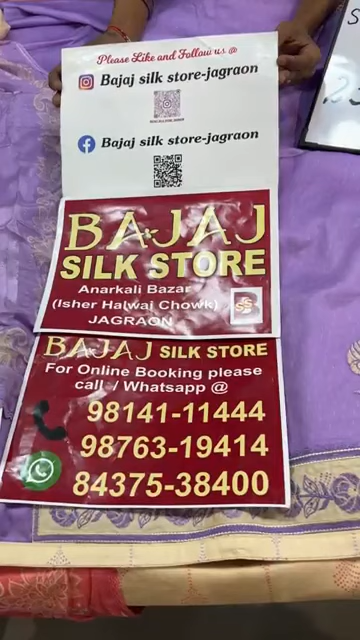 Please Like and Follow us @
Bajaj silk store-jagraon
Bajaj silk store-jagraon
BAJAJ
SILK STORE
Anarkali Bazar
(Isher Halwai Chowk)
JAGRAON
BAJAJ SILK STORE
For Online Booking please
call / Whatsapp @
98141-11444
98763-19414
84375-38400